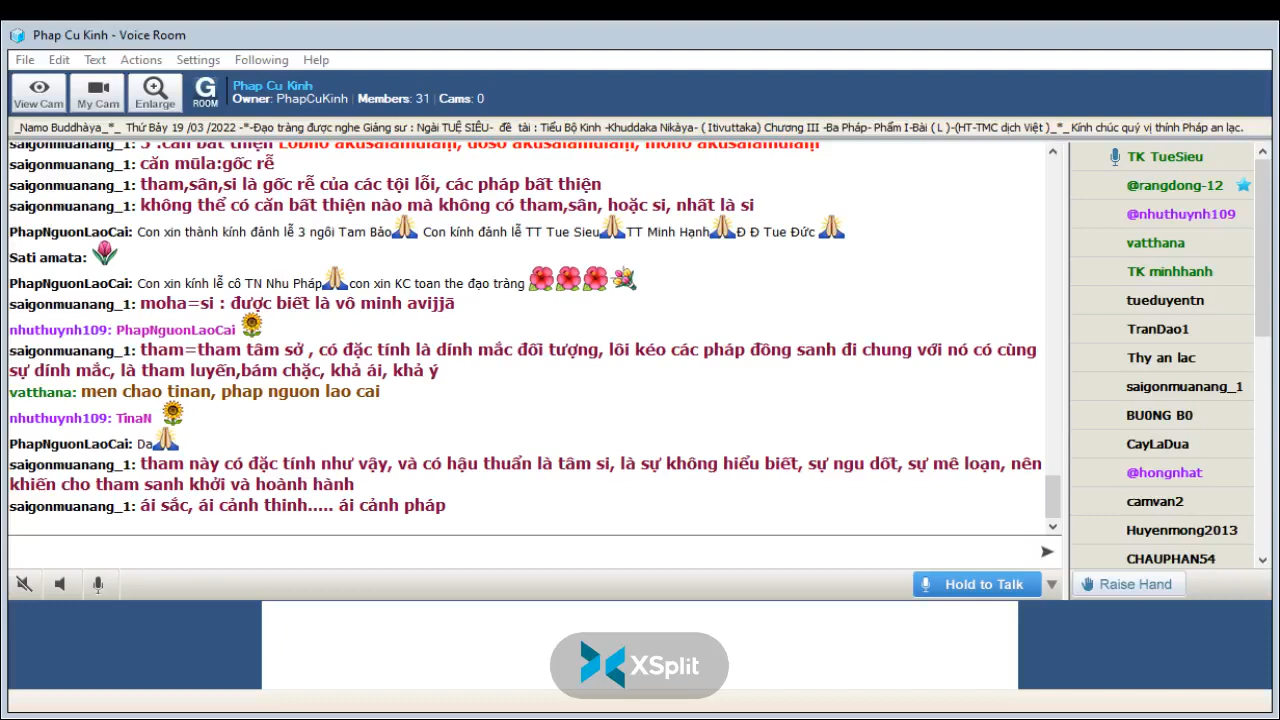 Phap Cu Kinh - Voice Room
File Edit Text Actions Settings Following Help
View Cam My Cam Enlarge G ROOM
Phap Cu Kinh
Owner: PhapCuKinh | Members: 31 | Cams: 0
_Namo Buddhàya_*_ Thứ Bảy 19 /03 /2022 -*-Đạo tràng được nghe Giảng sư : Ngài TUỆ SIÊU- đề tài : Tiểu Bộ Kinh -Khuddaka Nikàya- ( Itivuttaka) Chương III -Ba Pháp- Phẩm I-Bài ( L )-(HT-TMC dịch Việt )_*_ Kính chúc quý vị thính Pháp an lạc.
saigonmuanang_1: 3 .căn bất thiện Lobho akusalamūlaṃ, doso akusalamūlaṃ, moho akusalamūlaṃ
saigonmuanang_1: căn mūla:gốc rễ
saigonmuanang_1: tham,sân,si là gốc rễ của các tội lỗi, các pháp bất thiện
saigonmuanang_1: không thể có căn bất thiện nào mà không có tham,sân, hoặc si, nhất là si
PhapNguonLaoCai: Con xin thành kính đảnh lễ 3 ngôi Tam Bảo Con kính đảnh lễ TT Tue Sieu TT Minh Hạnh Đ Đ Tue Đức
Sati amata:
PhapNguonLaoCai: Con xin kính lễ cô TN Nhu Pháp con xin KC toan the đạo tràng
saigonmuanang_1: moha=si : được biết là vô minh avijjā
nhuthuynh109: PhapNguonLaoCai
saigonmuanang_1: tham=tham tâm sở , có đặc tính là dính mắc đối tượng, lôi kéo các pháp đồng sanh đi chung với nó có cùng
sự dính mắc, là tham luyến,bám chặc, khả ái, khả ý
vatthana: men chao tinan, phap nguon lao cai
nhuthuynh109: TinaN
PhapNguonLaoCai: Da
saigonmuanang_1: tham này có đặc tính như vậy, và có hậu thuẩn là tâm si, là sự không hiểu biết, sự ngu dốt, sự mê loạn, nên
khiến cho tham sanh khởi và hoành hành
saigonmuanang_1: ái sắc, ái cảnh thinh..... ái cảnh pháp
TK TueSieu
@rangdong-12
@nhuthuynh109
vatthana
TK minhhanh
tueduyentn
TranDao1
Thy an lac
saigonmuanang_1
BU0NG B0
CayLaDua
@hongnhat
camvan2
Huyenmong2013
CHAUPHAN54
Hold to Talk
Raise Hand
XSplit